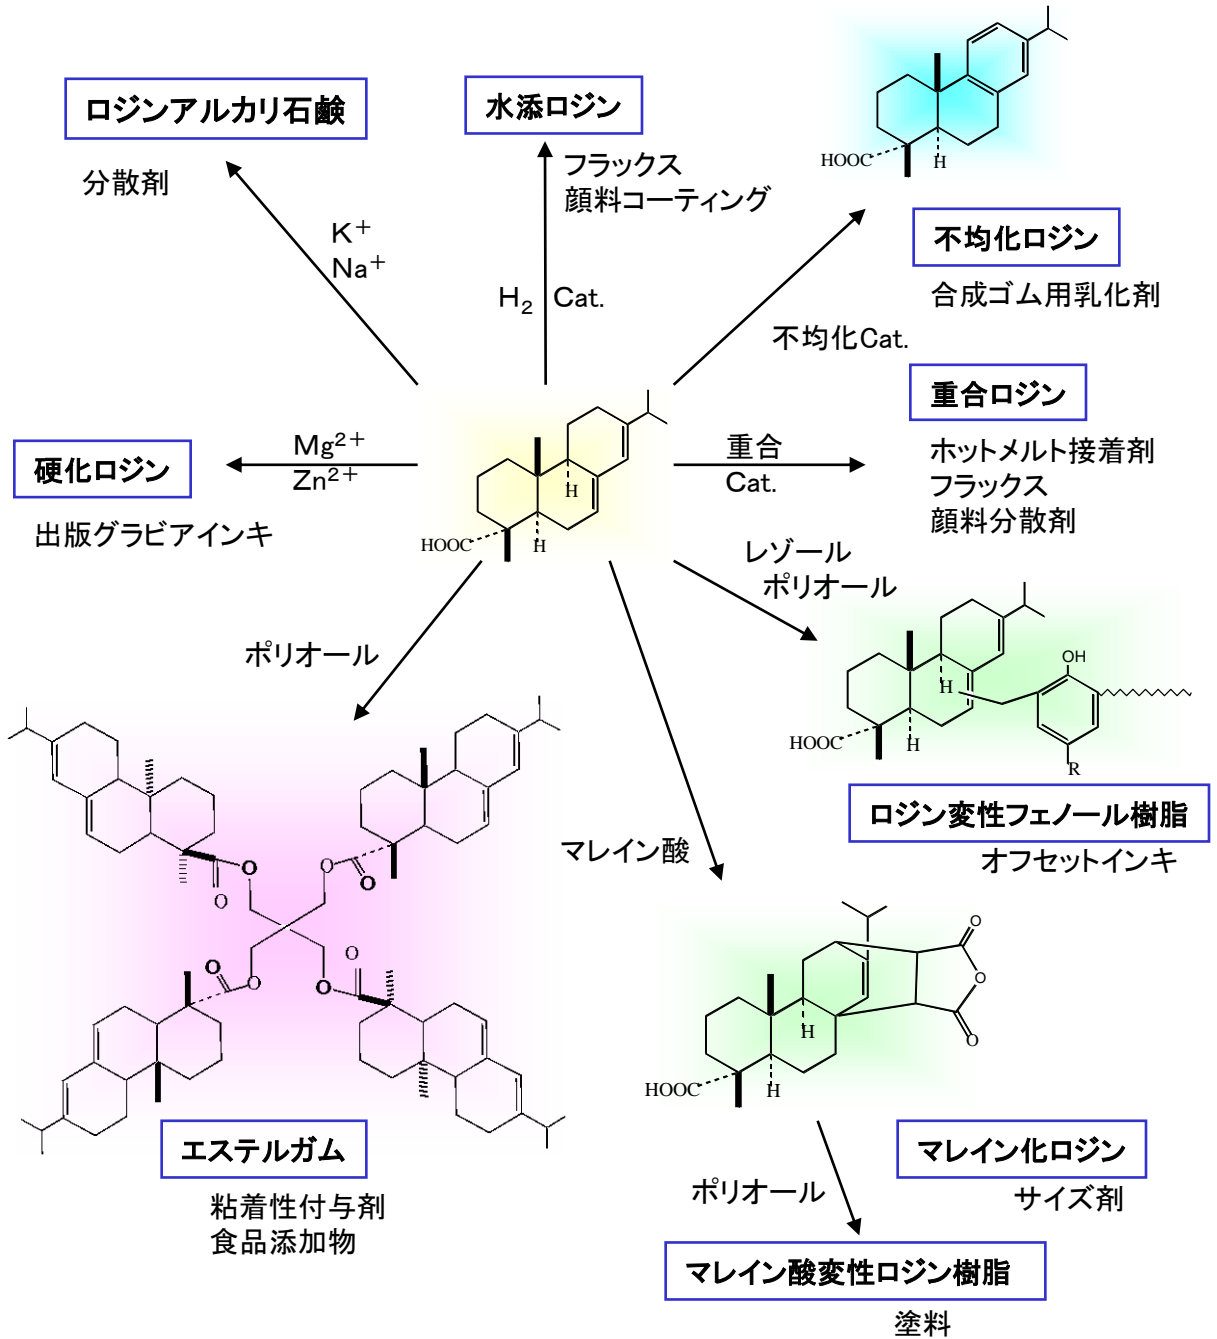 ロジンアルカリ石鹸
分散剤
K⁺
Na⁺
水添ロジン
フラックス
顔料コーティング
H₂ Cat.
HOOC
H
不均化ロジン
合成ゴム用乳化剤
不均化Cat.
重合ロジン
ホットメルト接着剤
フラックス
顔料分散剤
重合
Cat.
硬化ロジン
出版グラビアインキ
Mg²⁺
Zn²⁺
H
HOOC
H
レゾール
ポリオール
OH
H
HOOC
H
R
ロジン変性フェノール樹脂
オフセットインキ
ポリオール
O
O
O
O
O
O
O
O
エステルガム
粘着性付与剤
食品添加物
マレイン酸
O
O
O
H
HOOC
H
マレイン化ロジン
サイズ剤
ポリオール
マレイン酸変性ロジン樹脂
塗料